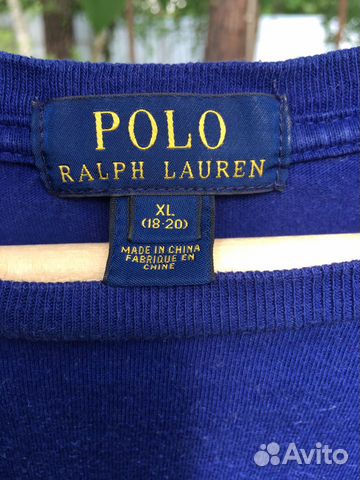 POLO
RALPH LAUREN
XL
(18-20)
MADE IN CHINA
FABRIQUE EN
CHINE
Avito